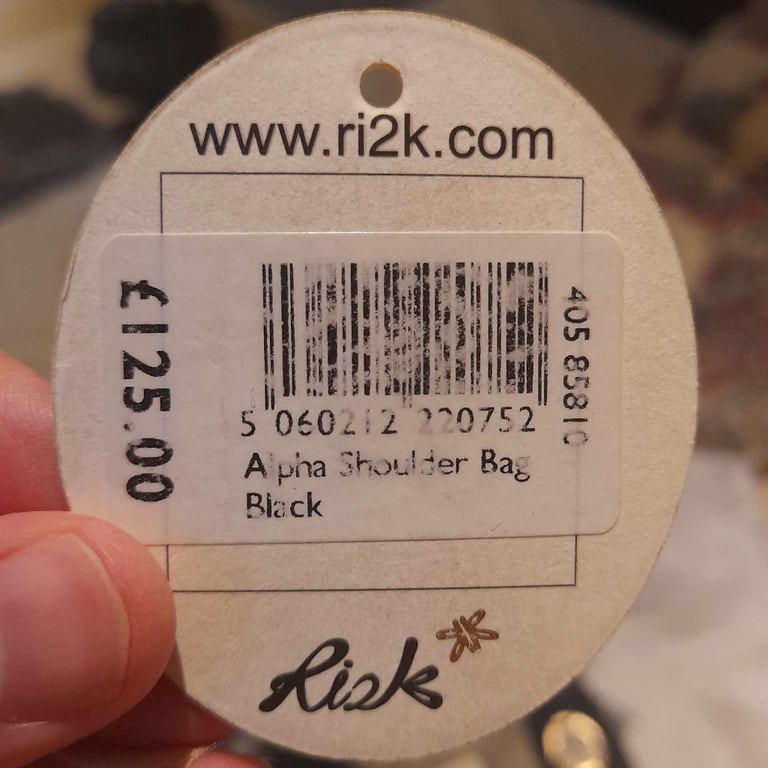 www.ri2k.com
£125.00
405 85810
5 060212 220752
Alpha Shoulder Bag
Black
Ri2k